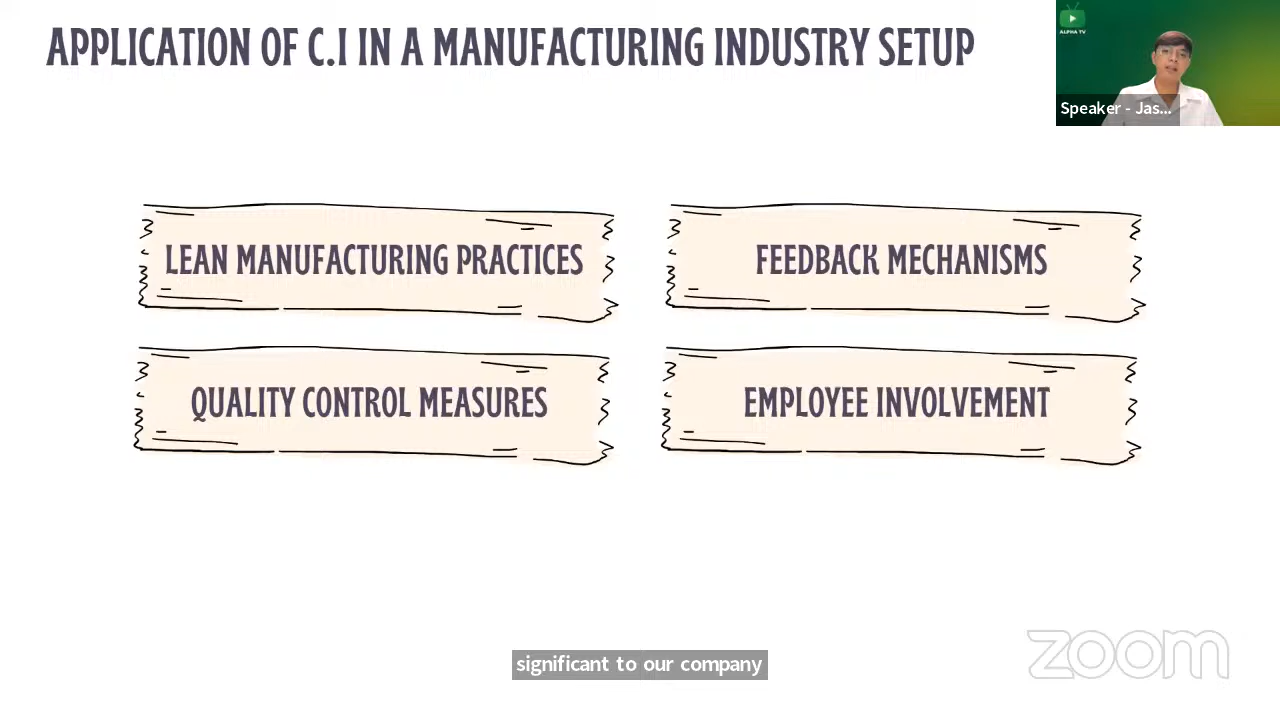 APPLICATION OF C.I IN A MANUFACTURING INDUSTRY SETUP
ALPHA TV
Speaker - Jas...
LEAN MANUFACTURING PRACTICES
FEEDBACK MECHANISMS
QUALITY CONTROL MEASURES
EMPLOYEE INVOLVEMENT
significant to our company
zoom